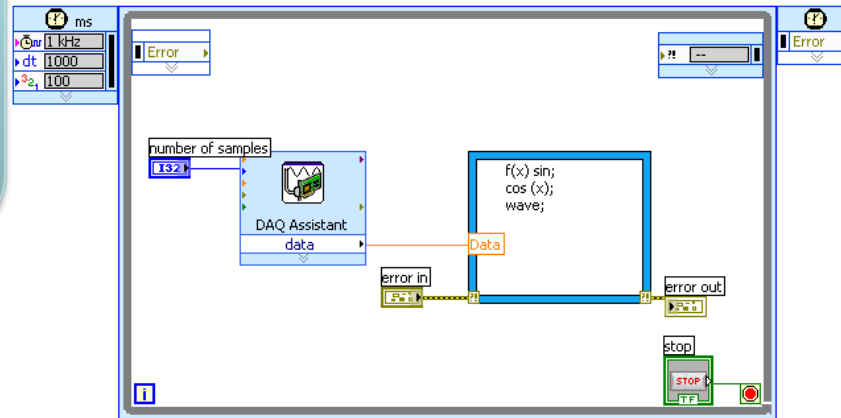 ms
1 kHz
dt 1000
321 100
Error
?! --
Error
number of samples
I32
DAQ Assistant
data
f(x) sin;
cos (x);
wave;
Data
error in
?!
?!
error out
stop
STOP
TF
i